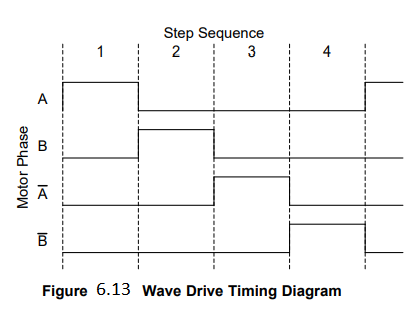 Step Sequence
1 2 3 4
Motor Phase
A
B
A̅
B̅
Figure 6.13 Wave Drive Timing Diagram